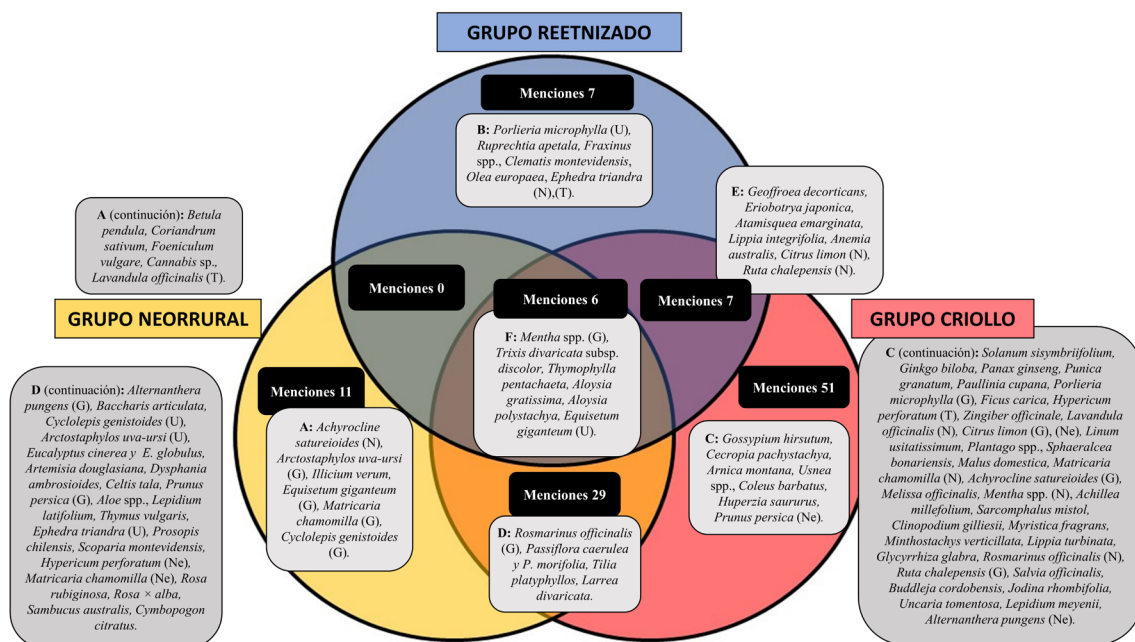 GRUPO REETNIZADO
Menciones 7
B: Porlieria microphylla (U),
Ruprechtia apetala, Fraxinus
spp., Clematis montevidensis,
Olea europaea, Ephedra triandra
(N),(T).
E: Geoffroea decorticans,
Eriobotrya japonica,
Atamisquea emarginata,
Lippia integrifolia, Anemia
australis, Citrus limon (N),
Ruta chalepensis (N).
A (continuación): Betula
pendula, Coriandrum
sativum, Foeniculum
vulgare, Cannabis sp.,
Lavandula officinalis (T).
Menciones 0
Menciones 6
Menciones 7
GRUPO NEORRURAL
GRUPO CRIOLLO
F: Mentha spp. (G),
Trixis divaricata subsp.
discolor, Thymophylla
pentachaeta, Aloysia
gratissima, Aloysia
polystachya, Equisetum
giganteum (U).
D (continuación): Alternanthera
pungens (G), Baccharis articulata,
Cyclolepis genistoides (U),
Arctostaphylos uva-ursi (U),
Eucalyptus cinerea y E. globulus,
Artemisia douglasiana, Dysphania
ambrosioides, Celtis tala, Prunus
persica (G), Aloe spp., Lepidium
latifolium, Thymus vulgaris,
Ephedra triandra (U), Prosopis
chilensis, Scoparia montevidensis,
Hypericum perforatum (Ne),
Matricaria chamomilla (Ne), Rosa
rubiginosa, Rosa × alba,
Sambucus australis, Cymbopogon
citratus.
Menciones 11
A: Achyrocline satureioides (N),
Arctostaphylos uva-ursi
(G), Illicium verum,
Equisetum giganteum
(G), Matricaria
chamomilla (G),
Cyclolepis genistoides
(G).
Menciones 29
D: Rosmarinus officinalis
(G), Passiflora caerulea
y P. morifolia, Tilia
platyphyllos, Larrea
divaricata.
Menciones 51
C: Gossypium hirsutum,
Cecropia pachystachya,
Arnica montana, Usnea
spp., Coleus barbatus,
Huperzia saururus,
Prunus persica (Ne).
C (continuación): Solanum sisymbriifolium,
Ginkgo biloba, Panax ginseng, Punica
granatum, Paullinia cupana, Porlieria
microphylla (G), Ficus carica, Hypericum
perforatum (T), Zingiber officinale, Lavandula
officinalis (N), Citrus limon (G), (Ne), Linum
usitatissimum, Plantago spp., Sphaeralcea
bonariensis, Malus domestica, Matricaria
chamomilla (N), Achyrocline satureioides (G),
Melissa officinalis, Mentha spp. (N), Achillea
millefolium, Sarcomphalus mistol,
Clinopodium gilliesii, Myristica fragrans,
Minthostachys verticillata, Lippia turbinata,
Glycyrrhiza glabra, Rosmarinus officinalis (N),
Ruta chalepensis (G), Salvia officinalis,
Buddleja cordobensis, Jodina rhombifolia,
Uncaria tomentosa, Lepidium meyenii,
Alternanthera pungens (Ne).